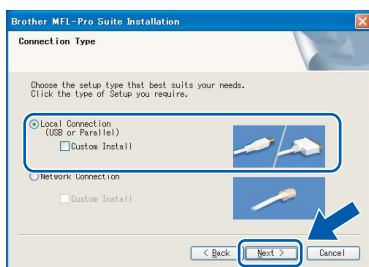 Brother MFL-Pro Suite Installation
Connection Type
Choose the setup type that best suits your needs.
Click the type of Setup you require.
Local Connection
(USB or Parallel)
Custom Install
Network Connection
Custom Install
< Back
Next >
Cancel